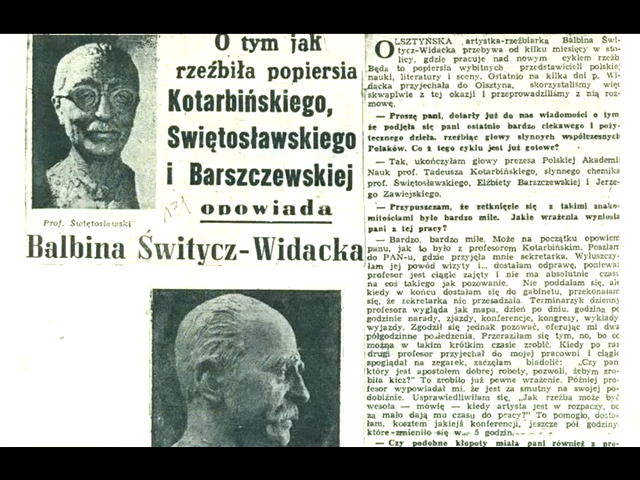 O tym jak
rzeźbiła popiersia
Kotarbińskiego,
Swiętosławskiego
i Barszczewskiej
opowiada
Balbina Świtycz-Widacka
Prof. Świętosławski
131
OLSZTYŃSKA artystka-rzeźbiarka Balbina Świ-
tycz-Widacka przebywa od kilku miesięcy w sto-
licy, gdzie pracuje nad nowym cyklem rzeźb.
Będą to popiersia wybitnych przedstawicieli polskiej
nauki, literatury i sceny. Ostatnio na kilka dni p. Wi-
dacka przyjechała do Olsztyna, skorzystaliśmy więc
skwapliwie z tej okazji i przeprowadziliśmy z nią roz-
mowę.
— Proszę pani, dotarły już do nas wiadomości o tym
że podjęła się pani ostatnio bardzo ciekawego i poży-
tecznego dzieła, rzeźbiąc głowy słynnych współczesnych
Polaków. Co z tego cyklu jest już gotowe?
— Tak, ukończyłam głowy prezesa Polskiej Akademii
Nauk prof. Tadeusza Kotarbińskiego, słynnego chemika
prof. Świętosławskiego, Elżbiety Barszczewskiej i Jerze-
go Zawiejskiego.
— Przypuszczam, że zetknięcie się z takimi znako-
mitościami było bardzo miłe. Jakie wrażenia wyniosła
pani z tej pracy?
— Bardzo, bardzo miłe. Może na początku opowiem
panu, jak to było z profesorem Kotarbińskim. Poszłam
do PAN-u, gdzie przyjęła mnie sekretarka. Wyłuszczy-
łam jej powód wizyty i... dostałam odprawę, ponieważ
profesor jest ciągle zajęty i nie ma absolutnie czasu
na coś takiego jak pozowanie. Nie poddałam się, ale
kiedy w końcu dostałam się do gabinetu, przekonałam
się, że sekretarka nie przesadzała. Terminarzyk dzienny
profesora wygląda jak mapa, dzień po dniu, godzina po
godzinie narady, zjazdy, konferencje, kongresy, wykłady
wyjazdy. Zgodził się jednak pozować, oferując mi dwa
półgodzinne posiedzenia. Przeraziłam się tym, no, bo co
można w takim krótkim czasie zrobić. Kiedy po raz
drugi profesor przyjechał do mojej pracowni i ciągle
spoglądał na zegarek, zaczęłam biadolić: „Czy pan
który jest apostołem dobrej roboty, pozwoli, żebym zro-
biła kicz?" To zrobiło już pewne wrażenie. Później pro-
fesor wypowiadał mi, że jest za smutny na swojej po-
dobiźnie. Usprawiedliwiłam się, „Jak rzeźba może być
wesoła — mówię — kiedy artysta jest w rozpaczy, bo
za mało dają mu czasu do pracy?" To pomogło, dosta-
łam, kosztem jakiejś konferencji, jeszcze pół godziny
które zmieniło się w 5 godzin.
— Czy podobne kłopoty miała pani również z pro-